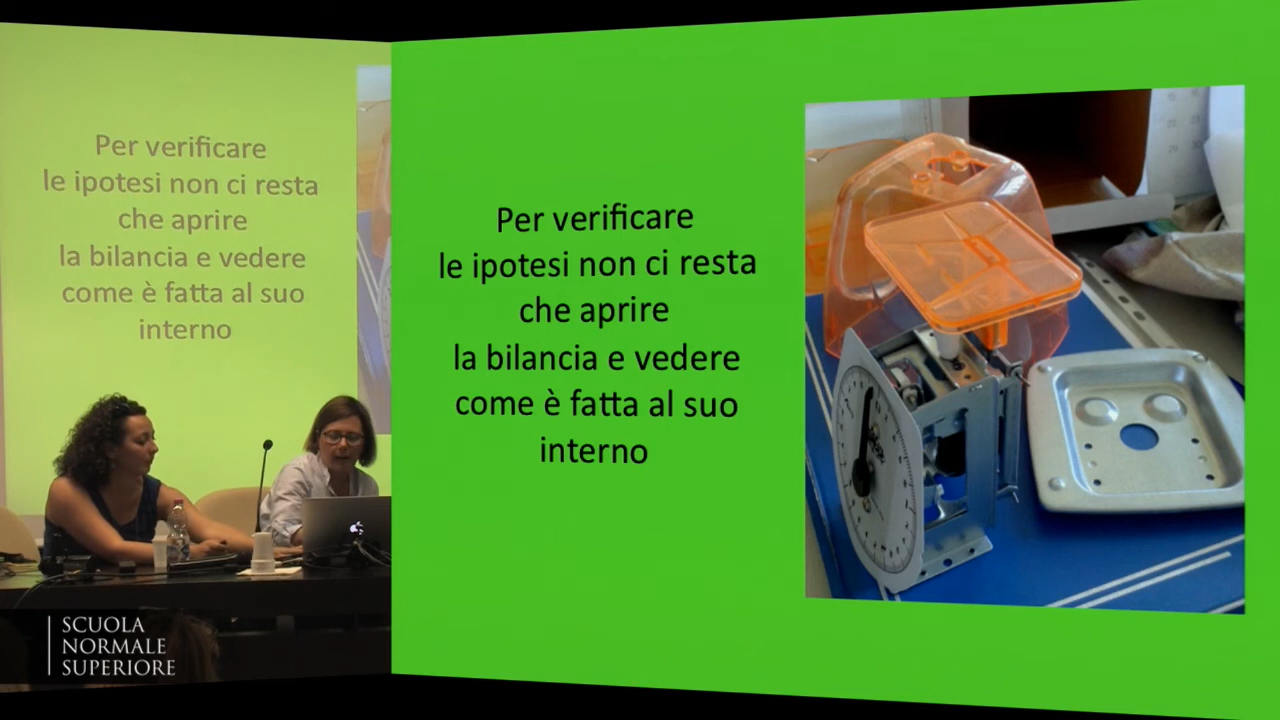 Per verificare
le ipotesi non ci resta
che aprire
la bilancia e vedere
come è fatta al suo
interno
Per verificare
le ipotesi non ci resta
che aprire
la bilancia e vedere
come è fatta al suo
interno
SCUOLA
NORMALE
SUPERIORE